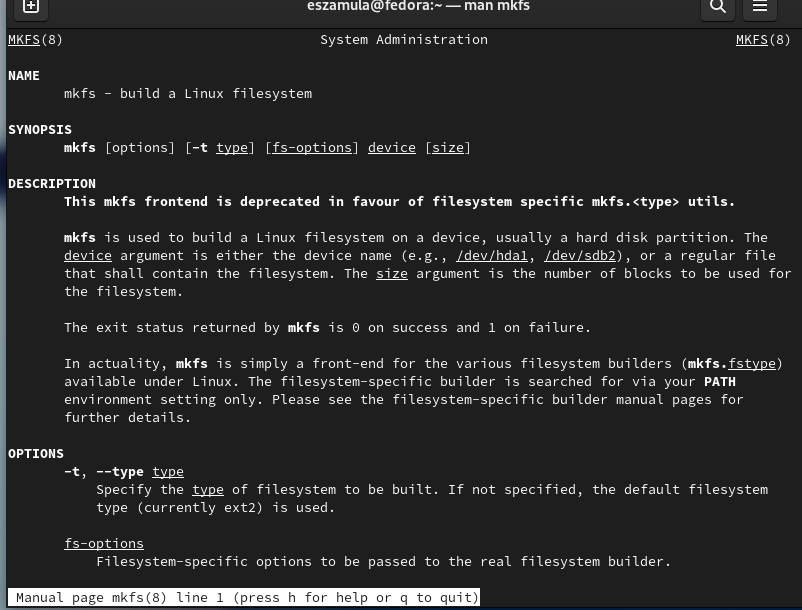 eszamula@fedora:~ — man mkfs
MKFS(8) System Administration MKFS(8)
NAME
mkfs - build a Linux filesystem
SYNOPSIS
mkfs [options] [-t type] [fs-options] device [size]
DESCRIPTION
This mkfs frontend is deprecated in favour of filesystem specific mkfs.<type> utils.
mkfs is used to build a Linux filesystem on a device, usually a hard disk partition. The
device argument is either the device name (e.g., /dev/hda1, /dev/sdb2), or a regular file
that shall contain the filesystem. The size argument is the number of blocks to be used for
the filesystem.
The exit status returned by mkfs is 0 on success and 1 on failure.
In actuality, mkfs is simply a front-end for the various filesystem builders (mkfs.fstype)
available under Linux. The filesystem-specific builder is searched for via your PATH
environment setting only. Please see the filesystem-specific builder manual pages for
further details.
OPTIONS
-t, --type type
Specify the type of filesystem to be built. If not specified, the default filesystem
type (currently ext2) is used.
fs-options
Filesystem-specific options to be passed to the real filesystem builder.
Manual page mkfs(8) line 1 (press h for help or q to quit)